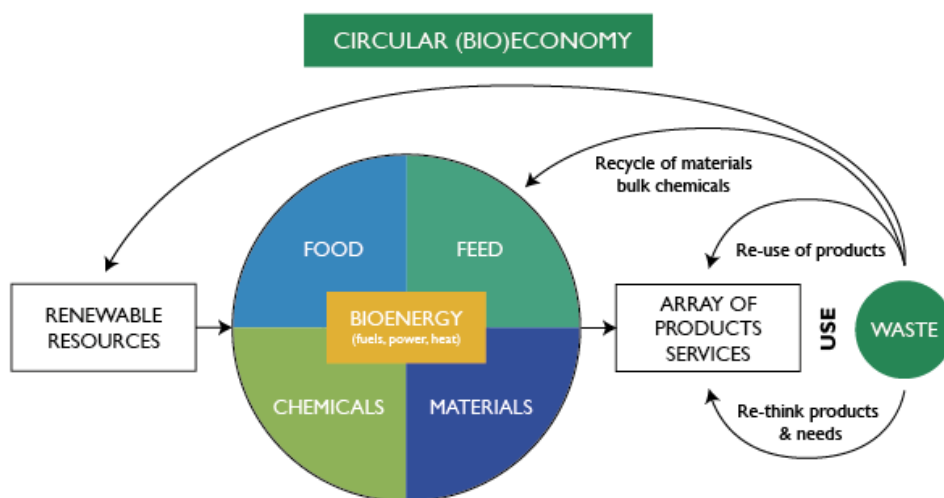 CIRCULAR (BIO)ECONOMY
Recycle of materials
bulk chemicals
Re-use of products
FOOD
FEED
RENEWABLE
RESOURCES
BIOENERGY
(fuels, power, heat)
ARRAY OF
PRODUCTS
SERVICES
USE
WASTE
CHEMICALS
MATERIALS
Re-think products
& needs